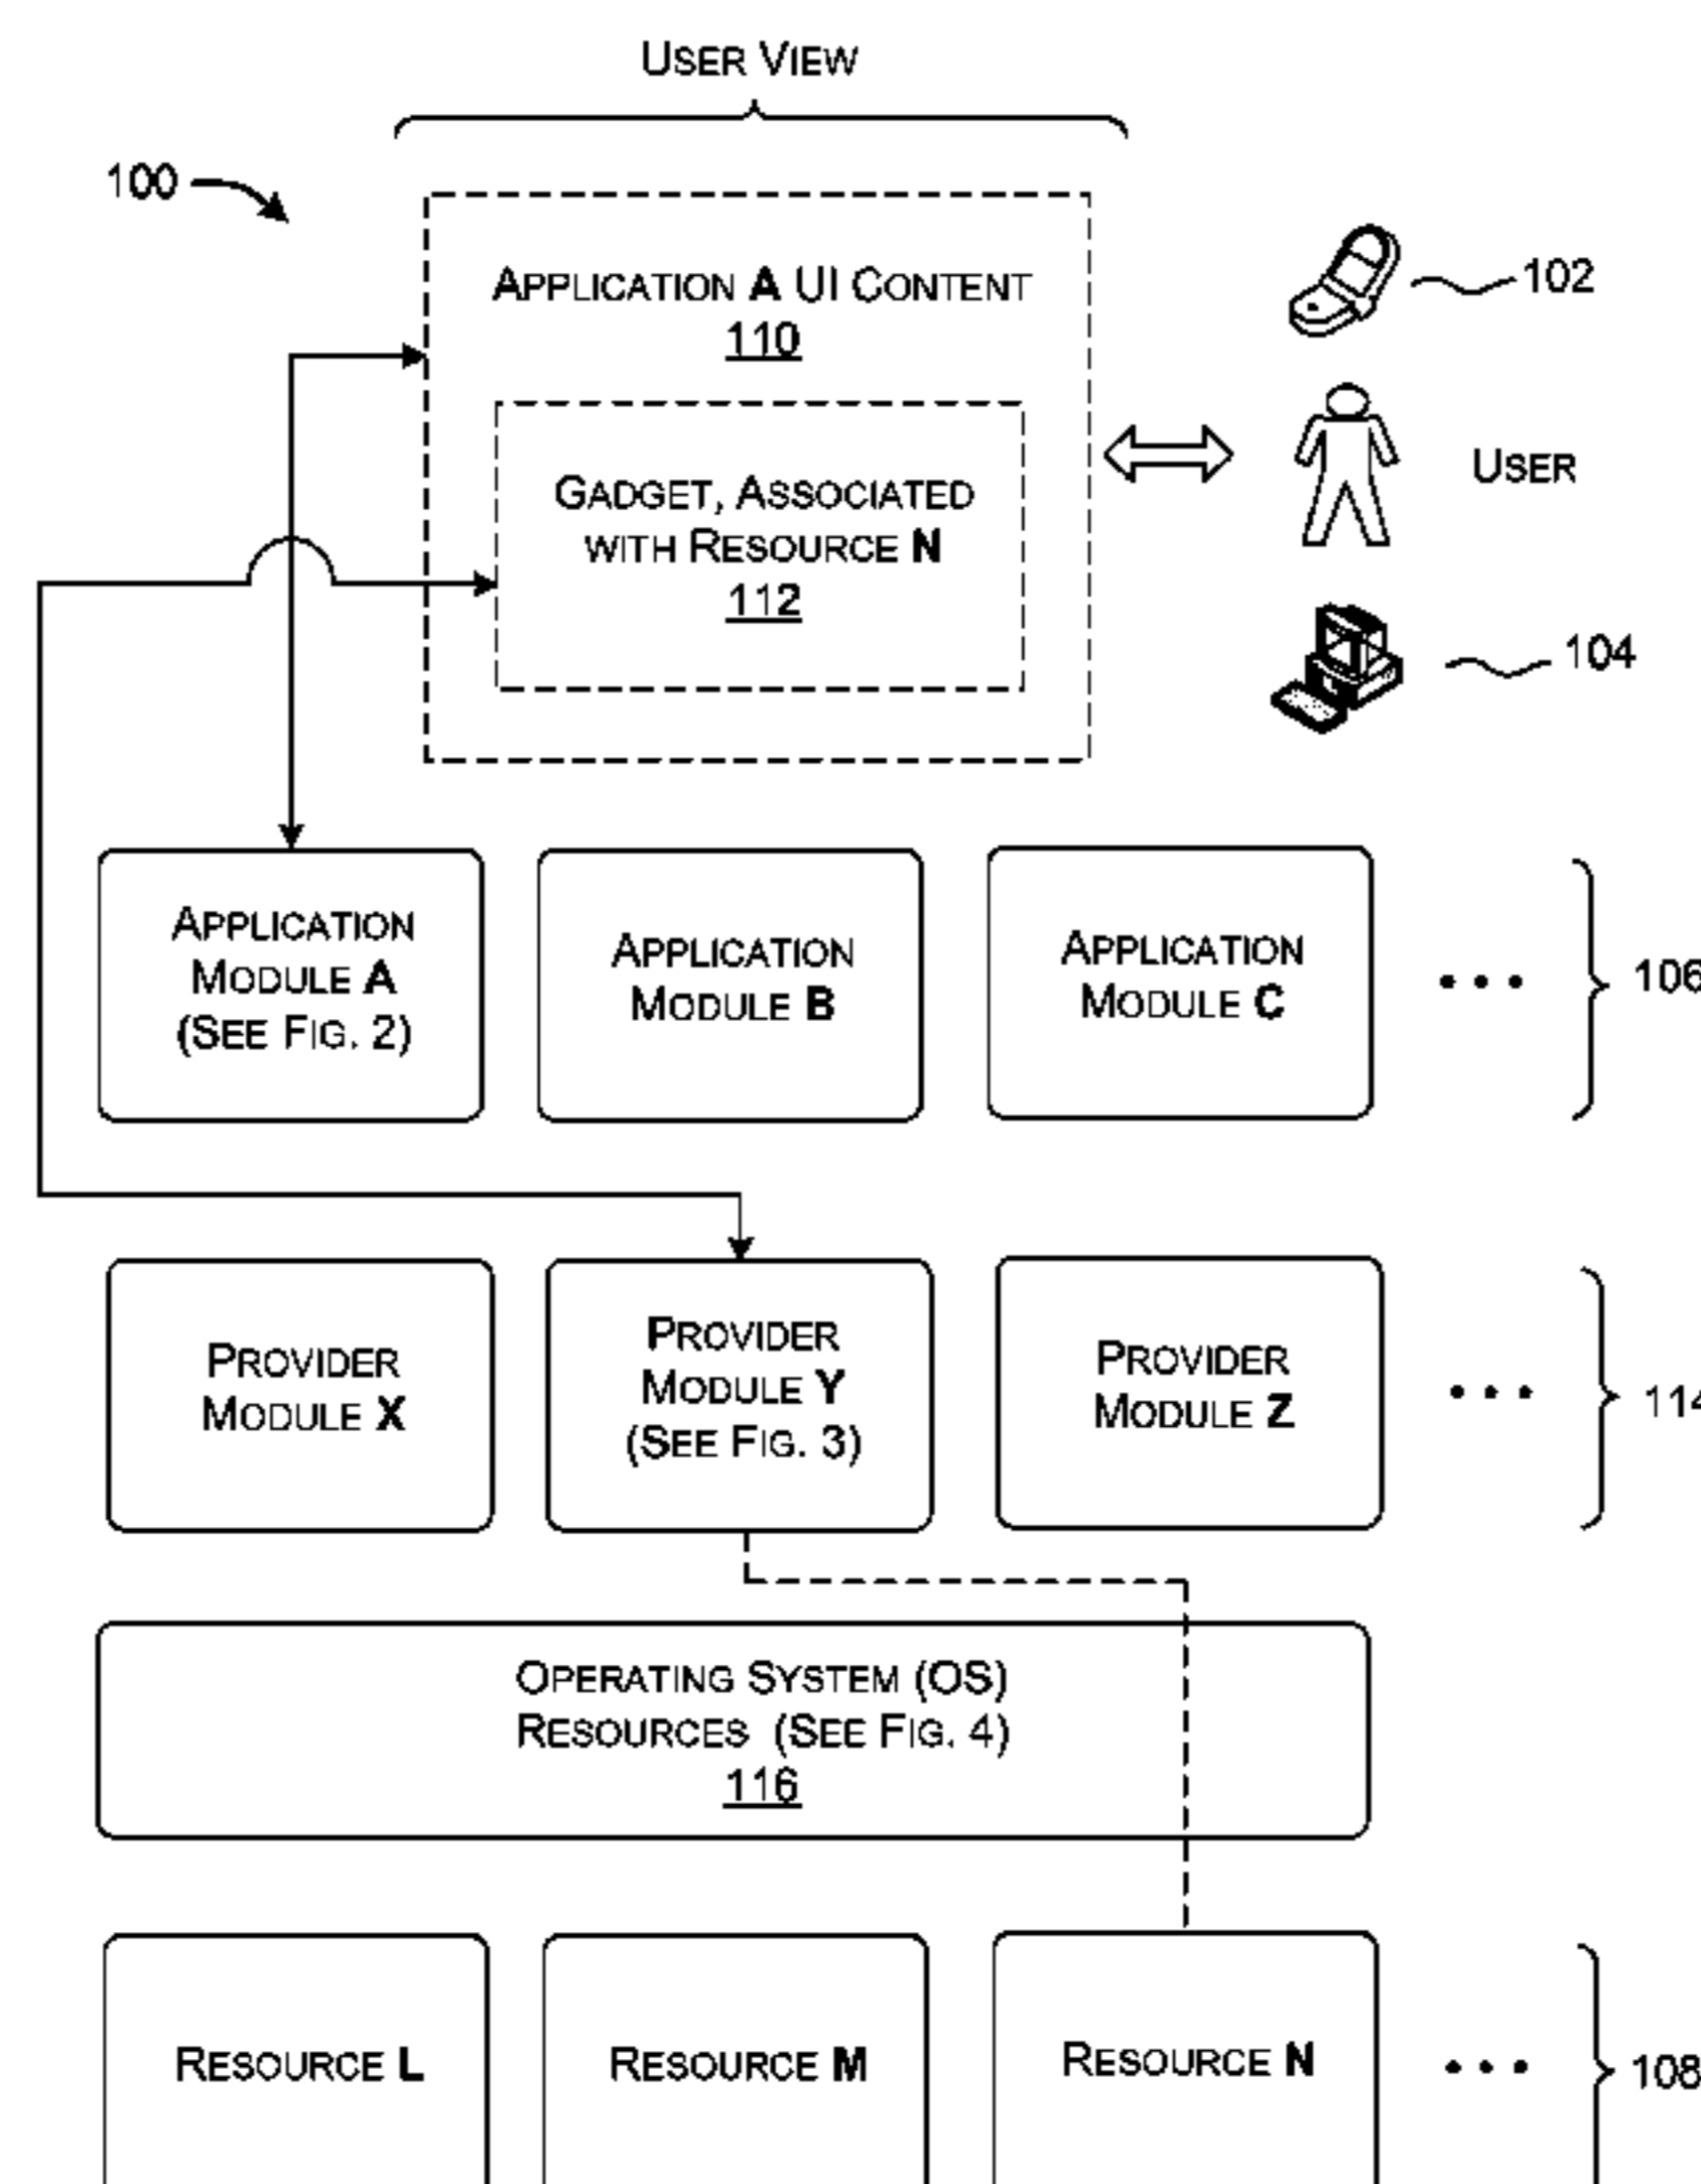 USER VIEW
100
APPLICATION A UI CONTENT
110
102
GADGET, ASSOCIATED
WITH RESOURCE N
112
USER
104
APPLICATION
MODULE A
(SEE FIG. 2)
APPLICATION
MODULE B
APPLICATION
MODULE C
• • •
106
PROVIDER
MODULE X
PROVIDER
MODULE Y
(SEE FIG. 3)
PROVIDER
MODULE Z
• • •
114
OPERATING SYSTEM (OS)
RESOURCES (SEE FIG. 4)
116
RESOURCE L
RESOURCE M
RESOURCE N
• • •
108